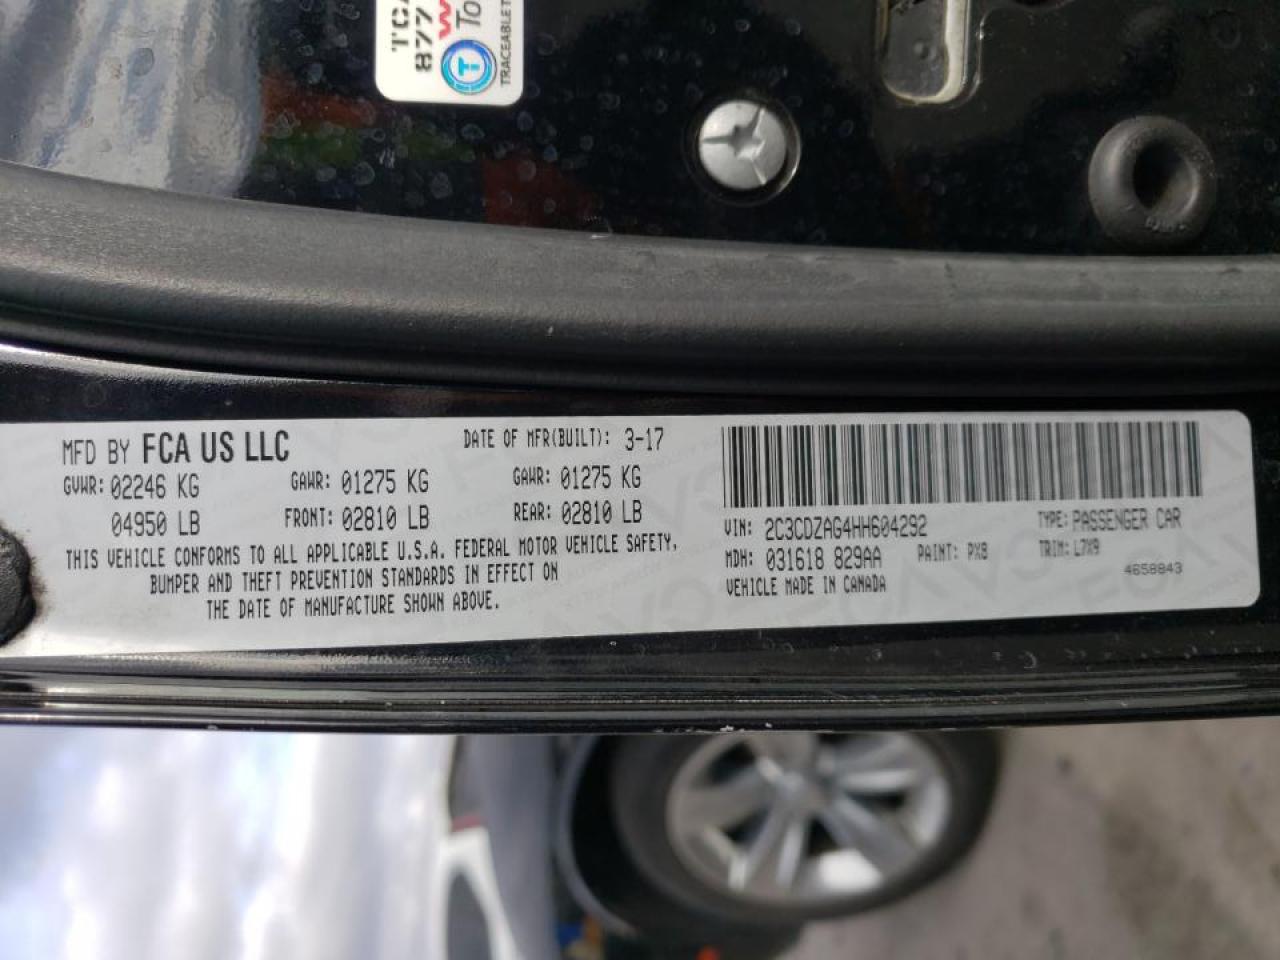 TCA
877
W
To
TRACEABLET
T
MFD BY FCA US LLC
DATE OF MFR(BUILT): 3-17
GVWR: 02246 KG
GAWR: 01275 KG
GAWR: 01275 KG
04950 LB
FRONT: 02810 LB
REAR: 02810 LB
THIS VEHICLE CONFORMS TO ALL APPLICABLE U.S.A. FEDERAL MOTOR VEHICLE SAFETY,
BUMPER AND THEFT PREVENTION STANDARDS IN EFFECT ON
THE DATE OF MANUFACTURE SHOWN ABOVE.
VIN: 2C3CDZAG4HH604292
TYPE: PASSENGER CAR
MDH: 031618 829AA
PAINT: PX8
TRIM: L7X9
VEHICLE MADE IN CANADA
4658843